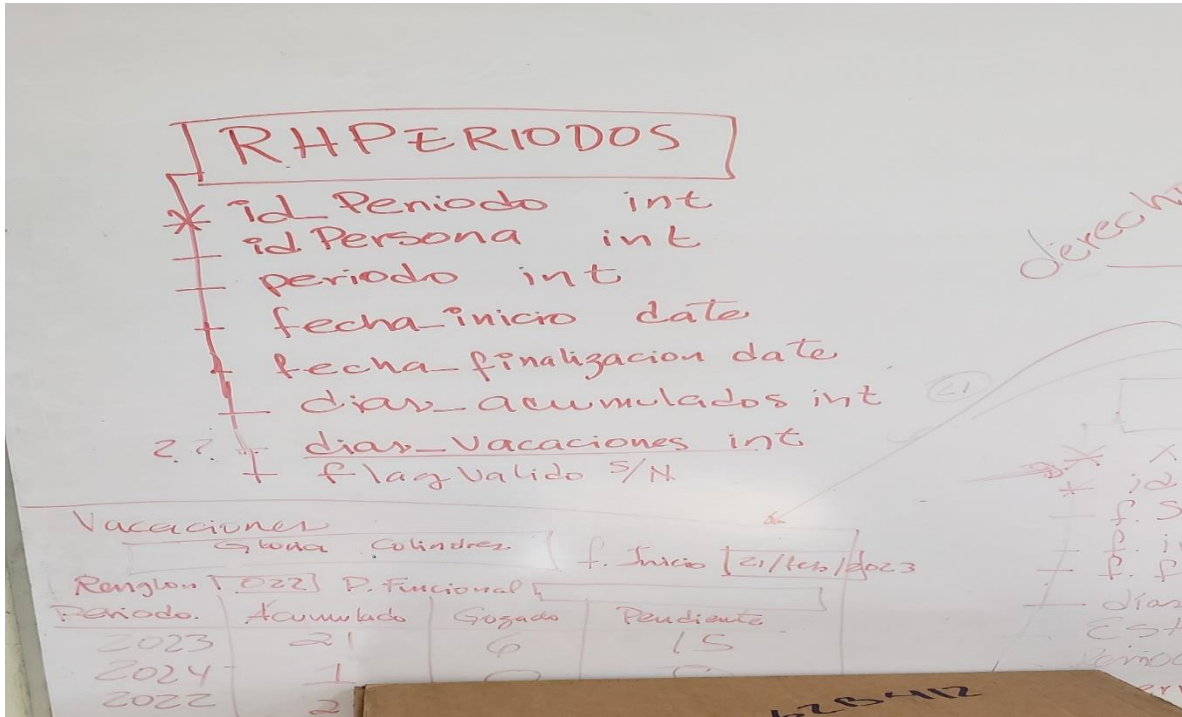 RHPERIODOS
* id_Periodo int
id Persona int
periodo int
fecha_inicio date
fecha_finalizacion date
dias_acumulados int
?? dias_Vacaciones int
flag Valido S/N
derech
Vacaciones
Gloria Colindres
f. Inicio 21/feb/2023
Renglon 022 P. Funcional
Periodo. Acumulado Gozado Pendiente
2023 21 6 15
2024 1
2022 2
id
f. S
f. i
f. f
días
Est